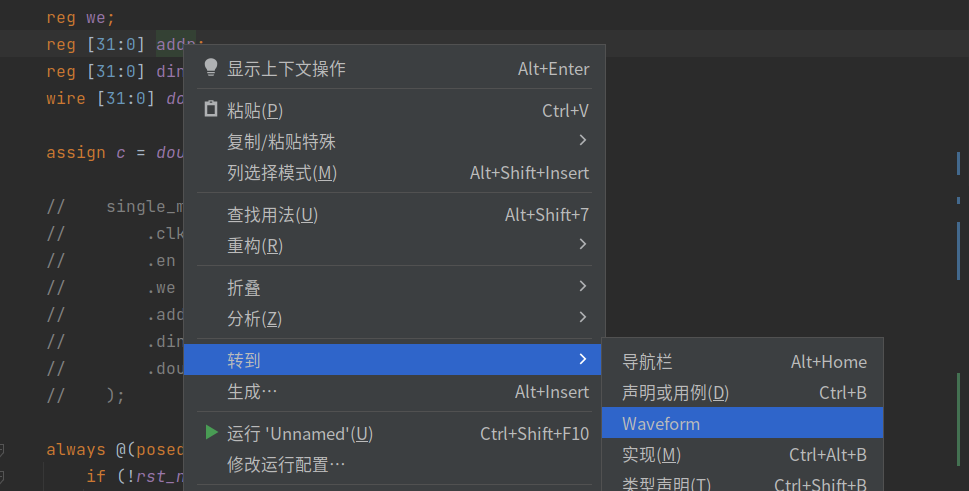 reg we;
reg [31:0] addr;
reg [31:0] din
wire [31:0] do
assign c = dou
// single_m
// .clk
// .en
// .we
// .add
// .din
// .dou
// );
always @(posed
if (!rst_n
显示上下文操作 Alt+Enter
粘贴(P) Ctrl+V
复制/粘贴特殊
列选择模式(M) Alt+Shift+Insert
查找用法(U) Alt+Shift+7
重构(R)
折叠
分析(Z)
转到
生成… Alt+Insert
运行 'Unnamed'(U) Ctrl+Shift+F10
修改运行配置…
导航栏 Alt+Home
声明或用例(D) Ctrl+B
Waveform
实现(M) Ctrl+Alt+B
类型声明(T) Ctrl+Shift+B